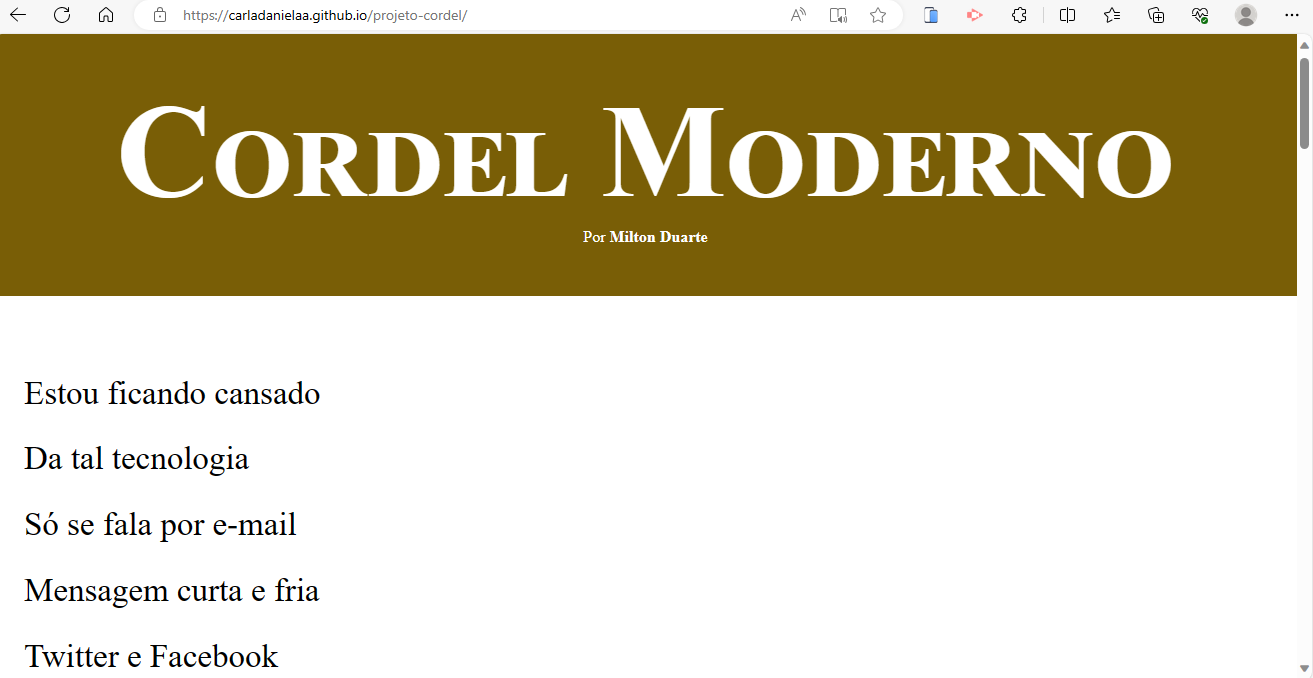 https://carladanielaa.github.io/projeto-cordel/
Cordel Moderno
Por Milton Duarte
Estou ficando cansado
Da tal tecnologia
Só se fala por e-mail
Mensagem curta e fria
Twitter e Facebook